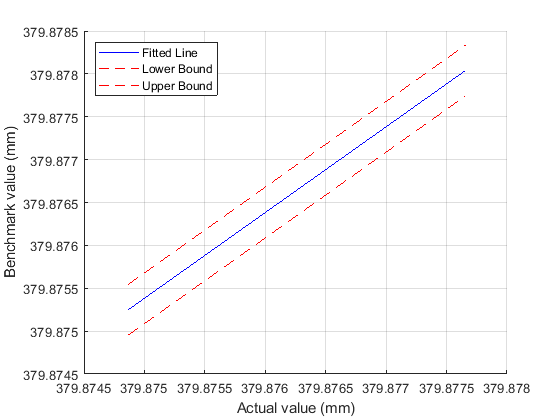 379.8785
379.878
379.8775
379.877
379.8765
379.876
379.8755
379.875
379.8745
Benchmark value (mm)
Fitted Line
Lower Bound
Upper Bound
379.8745 379.875 379.8755 379.876 379.8765 379.877 379.8775 379.878
Actual value (mm)